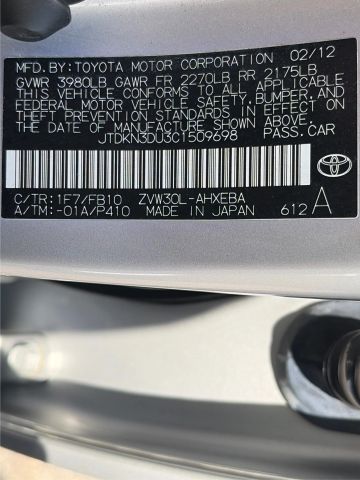 MFD.BY:TOYOTA MOTOR CORPORATION 02/12
GVWR 3980LB GAWR FR 2270LB RR 2175LB
THIS VEHICLE CONFORMS TO ALL APPLICABLE
FEDERAL MOTOR VEHICLE SAFETY,BUMPER,AND
THEFT PREVENTION STANDARDS IN EFFECT ON
THE DATE OF MANUFACTURE SHOWN ABOVE.
JTDKN3DU3C1509698 PASS.CAR
C/TR:1F7/FB10 ZVW30L-AHXEBA
A/TM:-01A/P410 MADE IN JAPAN 612 A